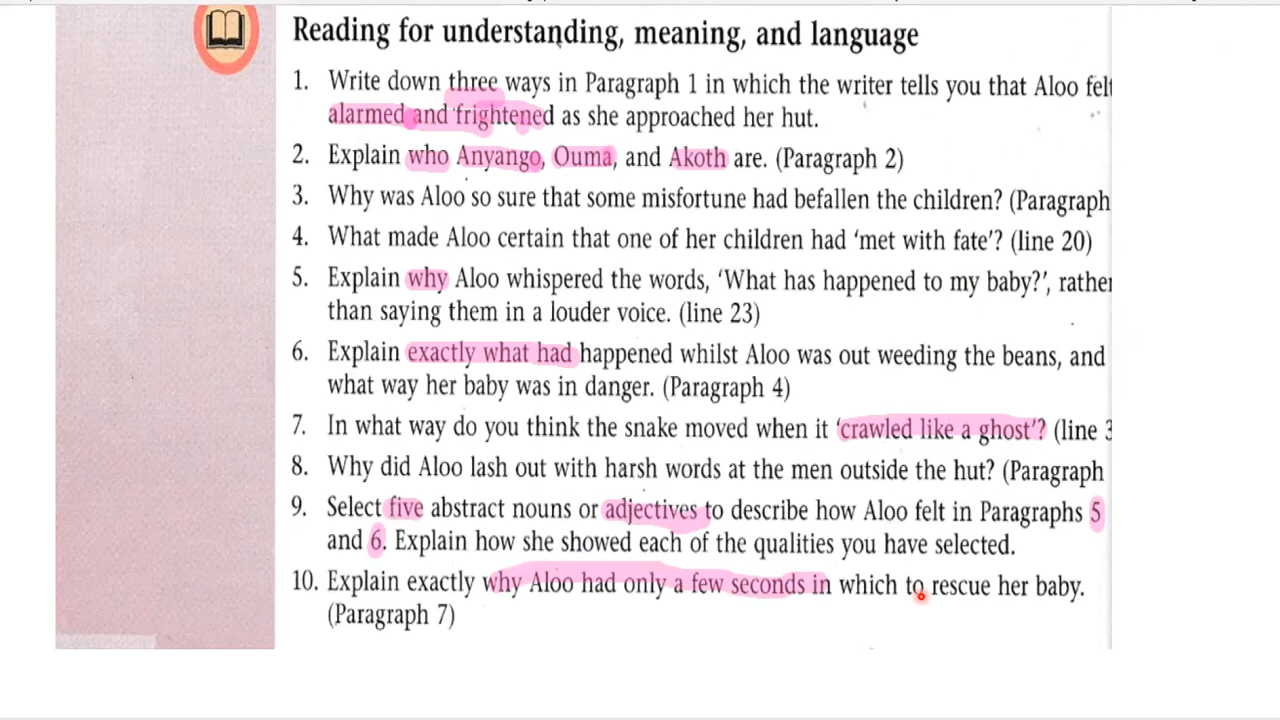 Reading for understanding, meaning, and language
1. Write down three ways in Paragraph 1 in which the writer tells you that Aloo felt
alarmed and frightened as she approached her hut.
2. Explain who Anyango, Ouma, and Akoth are. (Paragraph 2)
3. Why was Aloo so sure that some misfortune had befallen the children? (Paragraph
4. What made Aloo certain that one of her children had ‘met with fate’? (line 20)
5. Explain why Aloo whispered the words, ‘What has happened to my baby?’, rather
than saying them in a louder voice. (line 23)
6. Explain exactly what had happened whilst Aloo was out weeding the beans, and
what way her baby was in danger. (Paragraph 4)
7. In what way do you think the snake moved when it ‘crawled like a ghost’? (line 3
8. Why did Aloo lash out with harsh words at the men outside the hut? (Paragraph
9. Select five abstract nouns or adjectives to describe how Aloo felt in Paragraphs 5
and 6. Explain how she showed each of the qualities you have selected.
10. Explain exactly why Aloo had only a few seconds in which to rescue her baby.
(Paragraph 7)